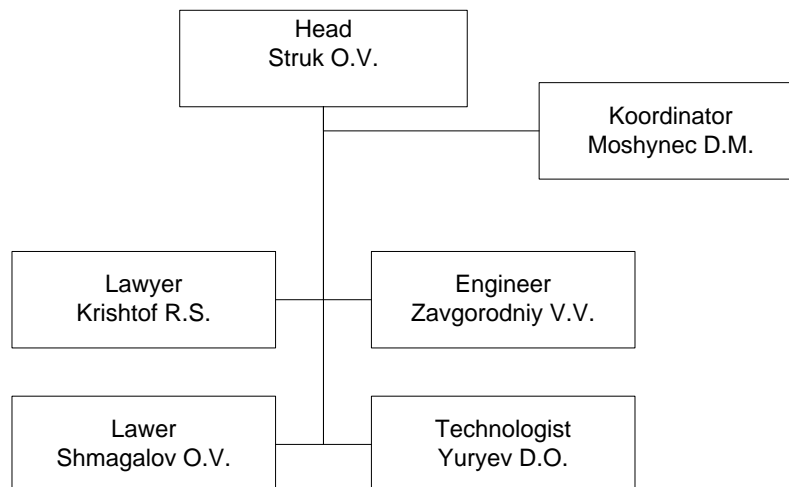 Head
Struk O.V.
Koordinator
Moshynec D.M.
Lawyer
Krishtof R.S.
Engineer
Zavgorodniy V.V.
Lawer
Shmagalov O.V.
Technologist
Yuryev D.O.